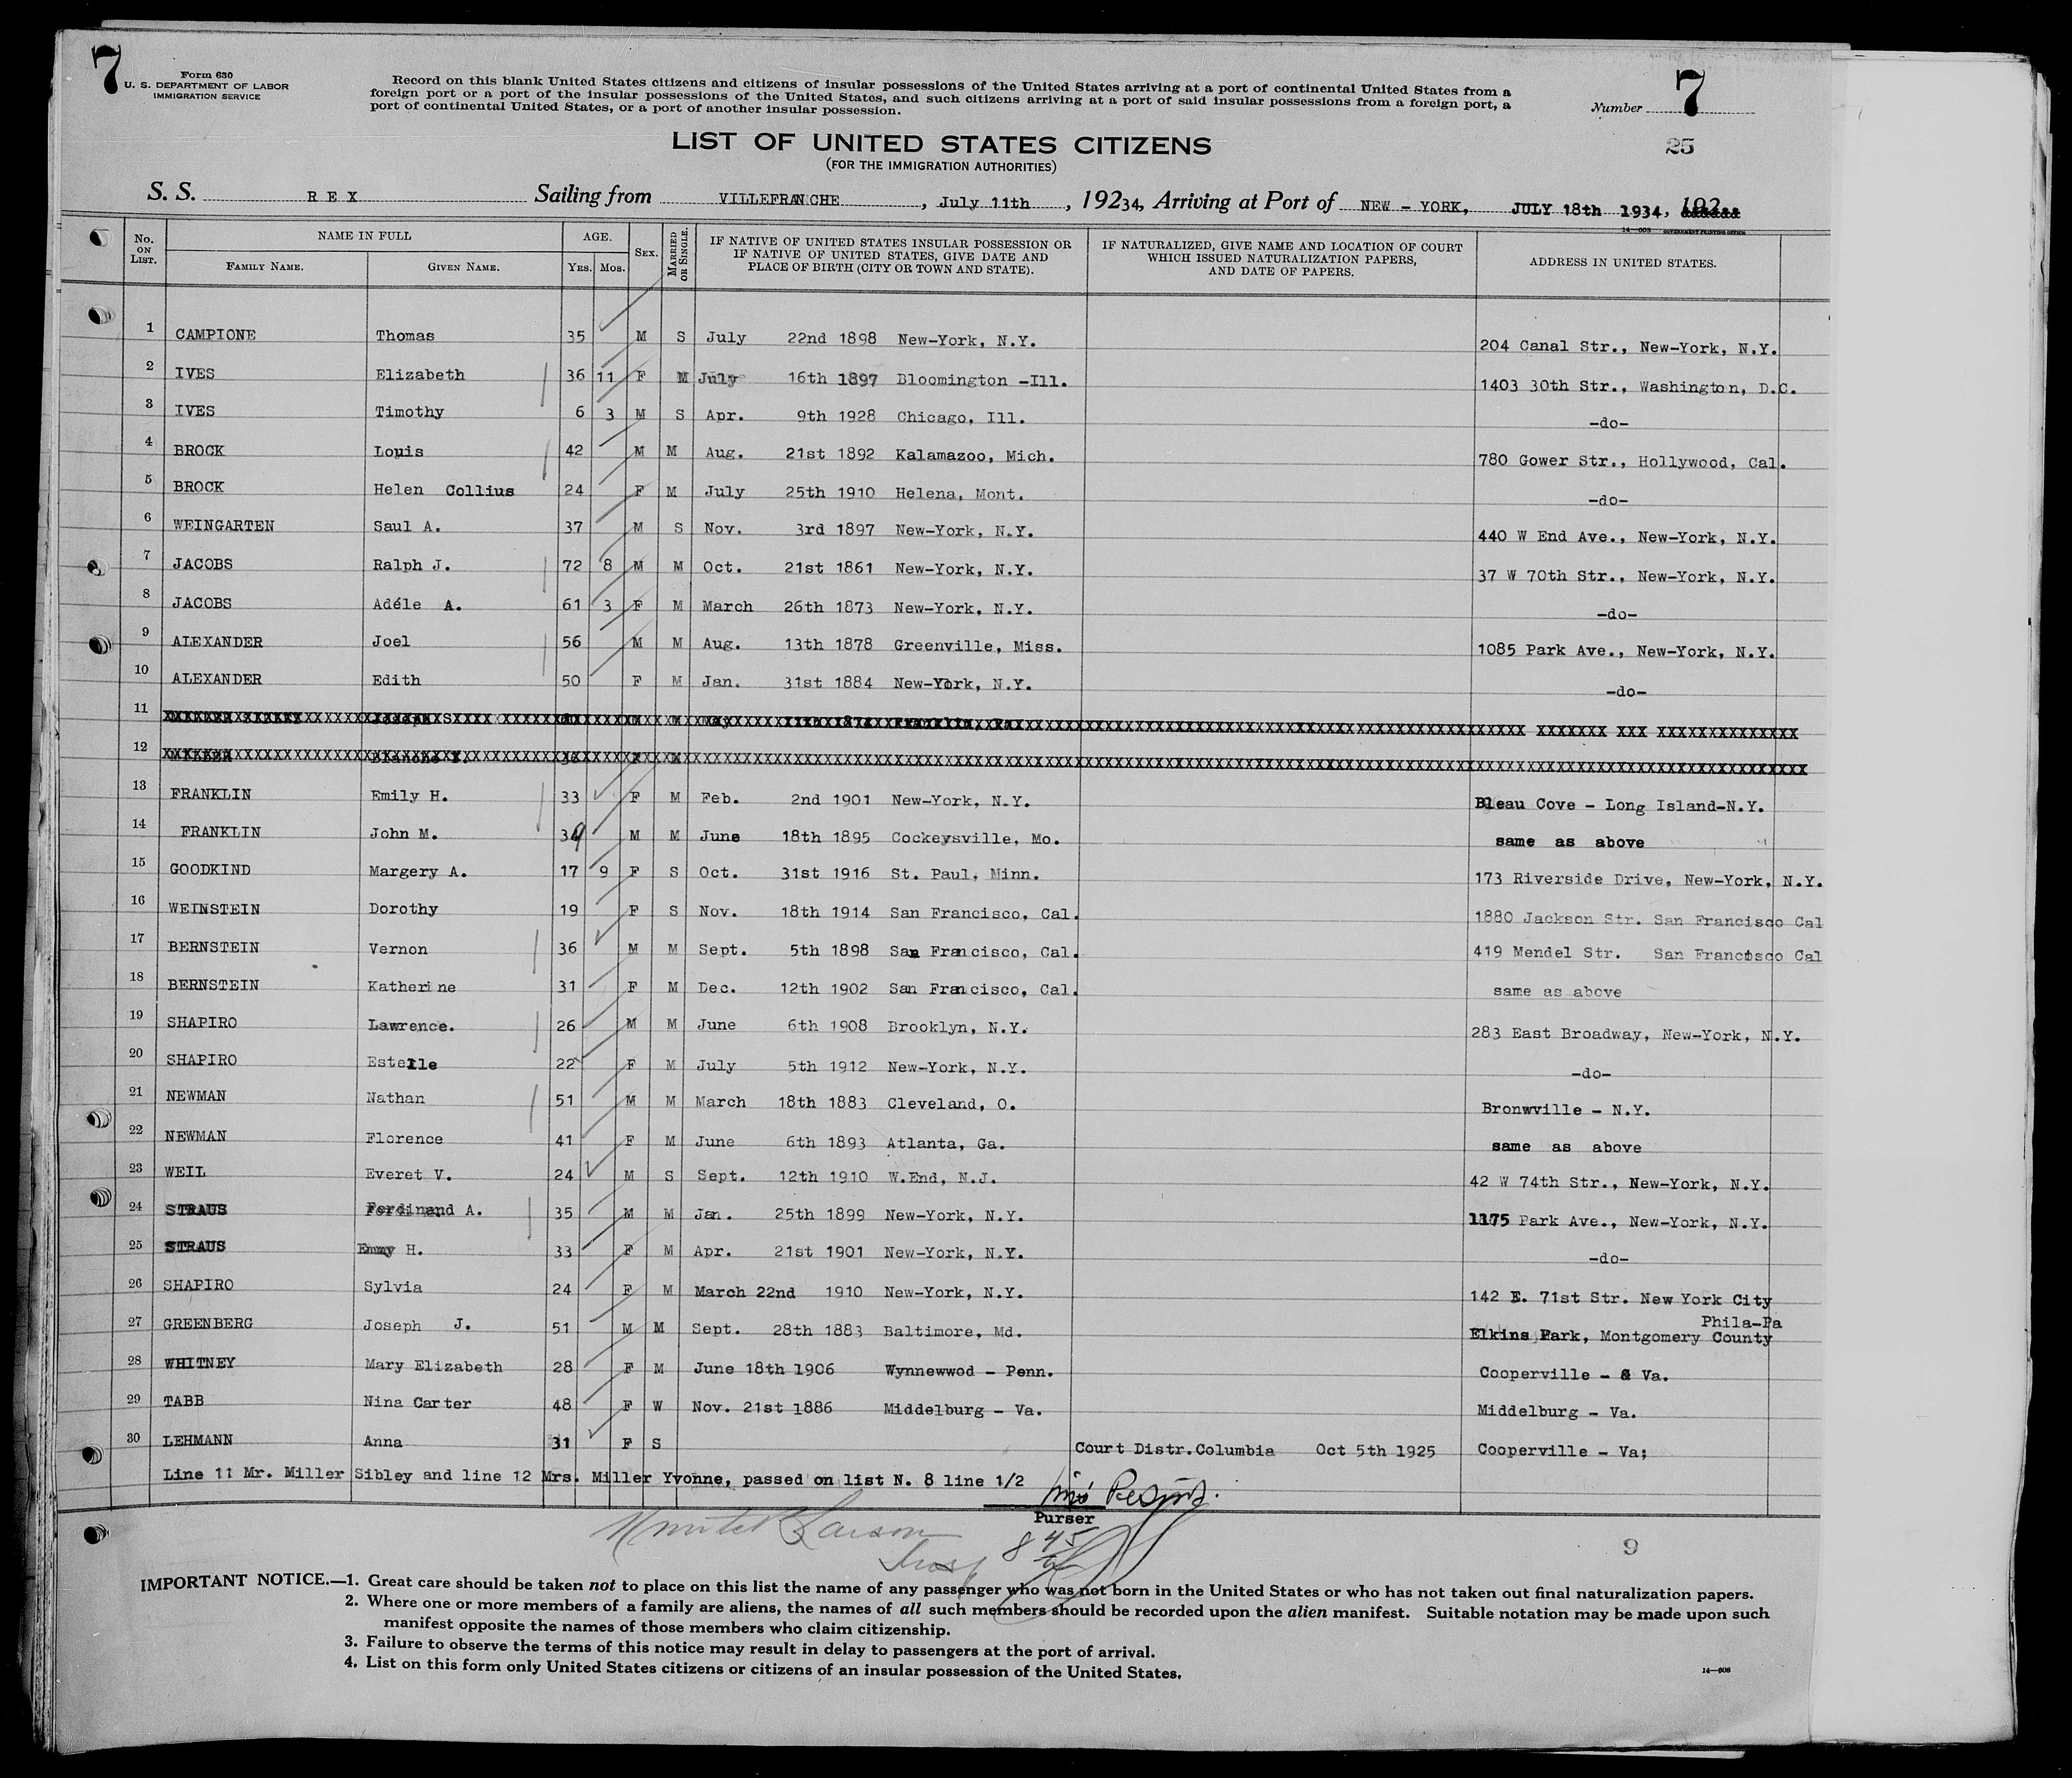 7
Form 630
U. S. DEPARTMENT OF LABOR
IMMIGRATION SERVICE
Record on this blank United States citizens and citizens of insular possessions of the United States arriving at a port of continental United States from a
foreign port or a port of the insular possessions of the United States, and such citizens arriving at a port of said insular possessions from a foreign port, a
port of continental United States, or a port of another insular possession.
Number 7
25
LIST OF UNITED STATES CITIZENS
(FOR THE IMMIGRATION AUTHORITIES)
S. S. REX Sailing from VILLEFRANCHE, July 11th, 19234, Arriving at Port of NEW - YORK, JULY 18th 1934, 192
14-608 GOVERNMENT PRINTING OFFICE
No. ON LIST. NAME IN FULL FAMILY NAME. GIVEN NAME. AGE. YRS. MOS. SEX. MARRIED OR SINGLE. IF NATIVE OF UNITED STATES INSULAR POSSESSION OR IF NATIVE OF UNITED STATES, GIVE DATE AND PLACE OF BIRTH (CITY OR TOWN AND STATE). IF NATURALIZED, GIVE NAME AND LOCATION OF COURT WHICH ISSUED NATURALIZATION PAPERS, AND DATE OF PAPERS. ADDRESS IN UNITED STATES.
1 CAMPIONE Thomas 35 M S July 22nd 1898 New-York, N.Y. 204 Canal Str., New-York, N.Y.
2 IVES Elizabeth 36 11 F M July 16th 1897 Bloomington -Ill. 1403 30th Str., Washington, D.C.
3 IVES Timothy 6 3 M S Apr. 9th 1928 Chicago, Ill. -do-
4 BROCK Louis 42 M M Aug. 21st 1892 Kalamazoo, Mich. 780 Gower Str., Hollywood, Cal.
5 BROCK Helen Collius 24 F M July 25th 1910 Helena, Mont. -do-
6 WEINGARTEN Saul A. 37 M S Nov. 3rd 1897 New-York, N.Y. 440 W End Ave., New-York, N.Y.
7 JACOBS Ralph J. 72 8 M M Oct. 21st 1861 New-York, N.Y. 37 W 70th Str., New-York, N.Y.
8 JACOBS Adéle A. 61 3 F M March 26th 1873 New-York, N.Y. -do-
9 ALEXANDER Joel 56 M M Aug. 13th 1878 Greenville, Miss. 1085 Park Ave., New-York, N.Y.
10 ALEXANDER Edith 50 F M Jan. 31st 1884 New-York, N.Y. -do-
11
12
13 FRANKLIN Emily H. 33 F M Feb. 2nd 1901 New-York, N.Y. Bleau Cove - Long Island-N.Y.
14 FRANKLIN John M. 39 M M June 18th 1895 Cockeysville, Mo. same as above
15 GOODKIND Margery A. 17 9 F S Oct. 31st 1916 St. Paul, Minn. 173 Riverside Drive, New-York, N.Y.
16 WEINSTEIN Dorothy 19 F S Nov. 18th 1914 San Francisco, Cal. 1880 Jackson Str. San Francisco Cal
17 BERNSTEIN Vernon 36 M M Sept. 5th 1898 San Francisco, Cal. 419 Mendel Str. San Francisco Cal
18 BERNSTEIN Katherine 31 F M Dec. 12th 1902 San Francisco, Cal. same as above
19 SHAPIRO Lawrence. 26 M M June 6th 1908 Brooklyn, N.Y. 283 East Broadway, New-York, N.Y.
20 SHAPIRO Estelle 22 F M July 5th 1912 New-York, N.Y. -do-
21 NEWMAN Nathan 51 M M March 18th 1883 Cleveland, O. Bronwville - N.Y.
22 NEWMAN Florence 41 F M June 6th 1893 Atlanta, Ga. same as above
23 WEIL Everet V. 24 M S Sept. 12th 1910 W.End, N.J. 42 W 74th Str., New-York, N.Y.
24 STRAUS Ferdinand A. 35 M M Jan. 25th 1899 New-York, N.Y. 1175 Park Ave., New-York, N.Y.
25 STRAUS Emmy H. 33 F M Apr. 21st 1901 New-York, N.Y. -do-
26 SHAPIRO Sylvia 24 F M March 22nd 1910 New-York, N.Y. 142 E. 71st Str. New York City
27 GREENBERG Joseph J. 51 M M Sept. 28th 1883 Baltimore, Md. Elkins Park, Montgomery County Phila-Pa
28 WHITNEY Mary Elizabeth 28 F M June 18th 1906 Wynnewwod - Penn. Cooperville - Va.
29 TABB Nina Carter 48 F W Nov. 21st 1886 Middelburg - Va. Middelburg - Va.
30 LEHMANN Anna 31 F S Court Distr.Columbia Oct 5th 1925 Cooperville - Va;
Line 11 Mr. Miller Sibley and line 12 Mrs. Miller Yvonne, passed on list N. 8 line 1/2
Purser
Larson
Insp
8 45
9
IMPORTANT NOTICE.—1. Great care should be taken not to place on this list the name of any passenger who was not born in the United States or who has not taken out final naturalization papers.
2. Where one or more members of a family are aliens, the names of all such members should be recorded upon the alien manifest. Suitable notation may be made upon such
manifest opposite the names of those members who claim citizenship.
3. Failure to observe the terms of this notice may result in delay to passengers at the port of arrival.
4. List on this form only United States citizens or citizens of an insular possession of the United States.
14-608